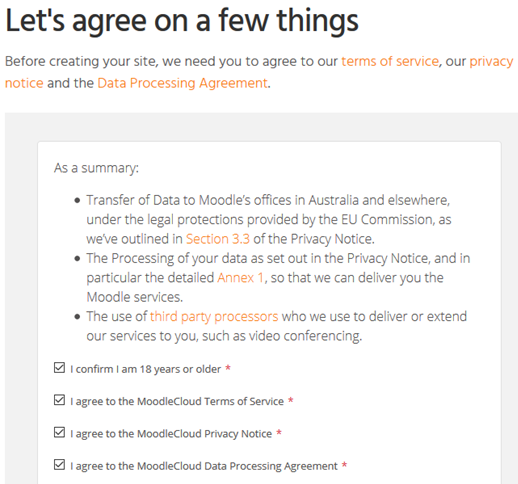 Let's agree on a few things
Before creating your site, we need you to agree to our terms of service, our privacy
notice and the Data Processing Agreement.
As a summary:
• Transfer of Data to Moodle’s offices in Australia and elsewhere,
under the legal protections provided by the EU Commission, as
we’ve outlined in Section 3.3 of the Privacy Notice.
• The Processing of your data as set out in the Privacy Notice, and in
particular the detailed Annex 1, so that we can deliver you the
Moodle services.
• The use of third party processors who we use to deliver or extend
our services to you, such as video conferencing.
I confirm I am 18 years or older *
I agree to the MoodleCloud Terms of Service *
I agree to the MoodleCloud Privacy Notice *
I agree to the MoodleCloud Data Processing Agreement *